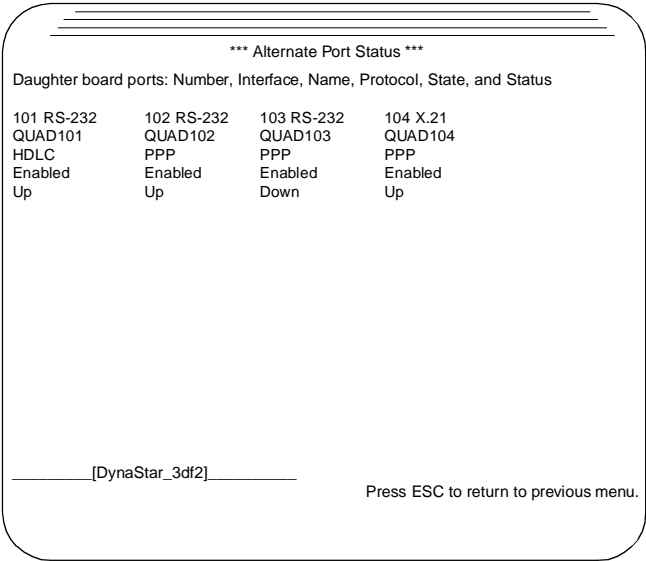 *** Alternate Port Status ***
Daughter board ports: Number, Interface, Name, Protocol, State, and Status
101 RS-232 102 RS-232 103 RS-232 104 X.21
QUAD101 QUAD102 QUAD103 QUAD104
HDLC PPP PPP PPP
Enabled Enabled Enabled Enabled
Up Up Down Up
_________[DynaStar_3df2]__________
Press ESC to return to previous menu.